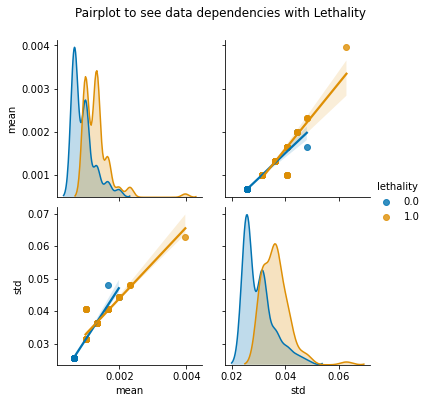 Pairplot to see data dependencies with Lethality
0.004
0.003
0.002
0.001
mean
0.07
0.06
0.05
0.04
0.03
std
0.002
0.004
mean
0.02
0.04
0.06
std
lethality
0.0
1.0